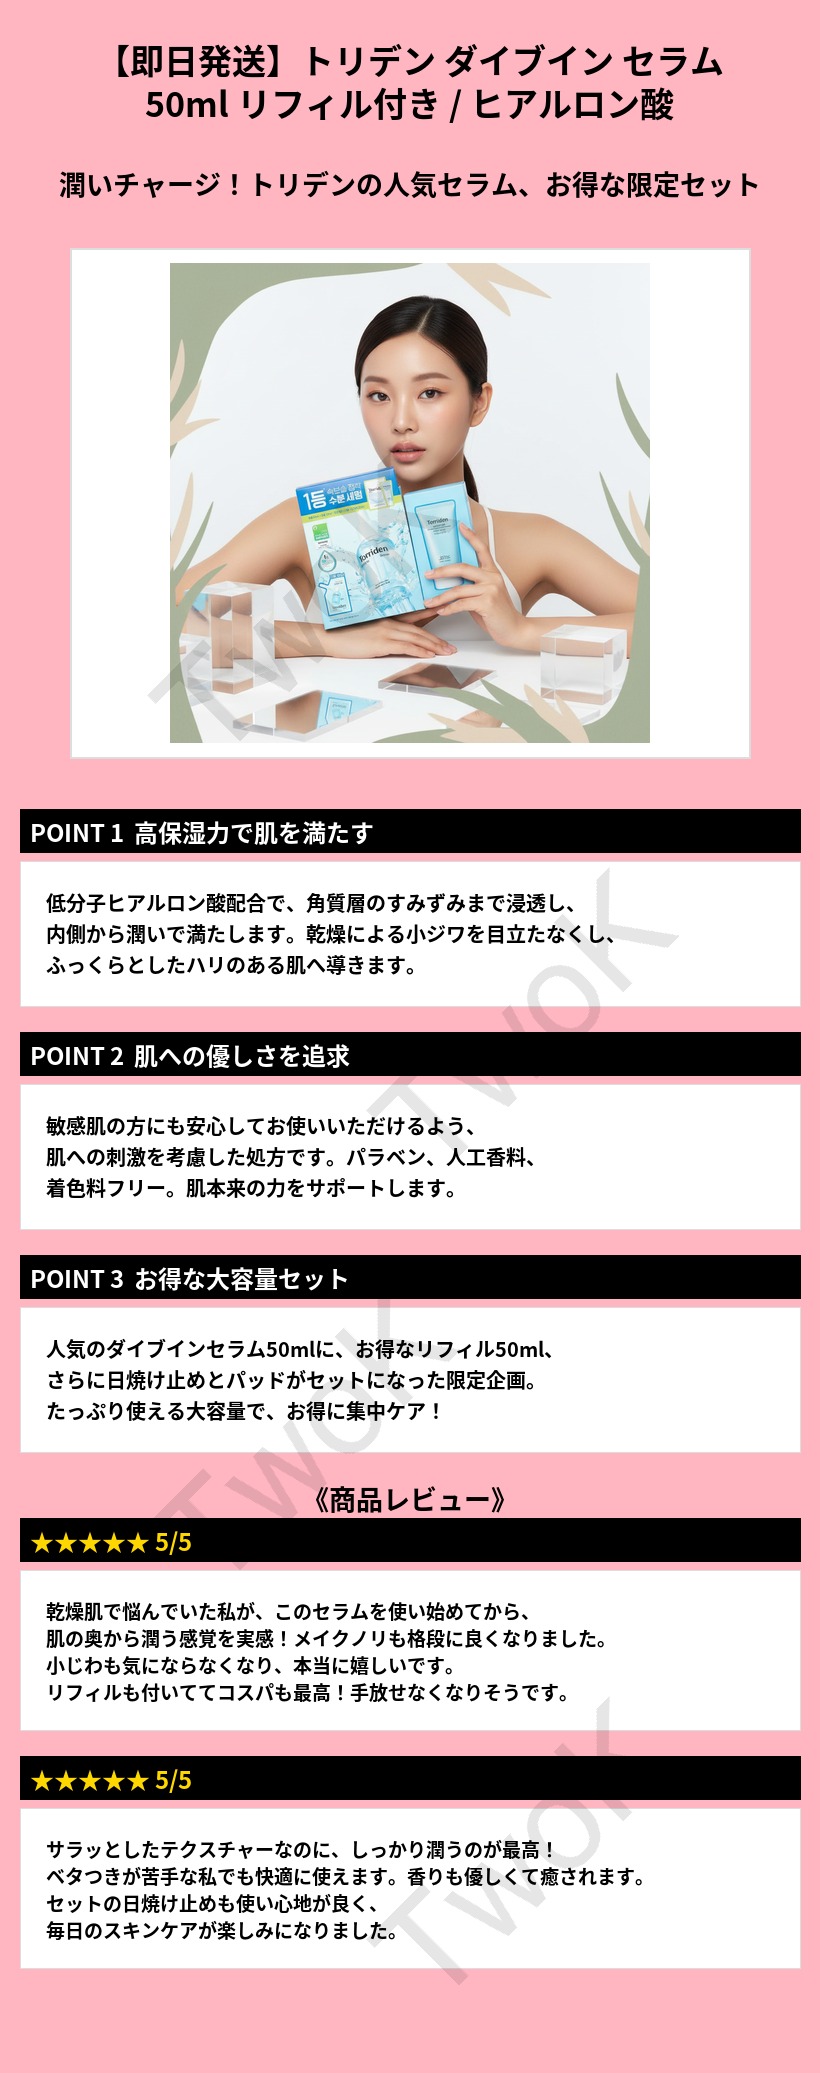 【即日発送】トリデン ダイブイン セラム
50ml リフィル付き / ヒアルロン酸
潤いチャージ！トリデンの人気セラム、お得な限定セット
1등
수분 세럼
Torriden
Torriden
TwoK
POINT 1 高保湿力で肌を満たす
低分子ヒアルロン酸配合で、角質層のすみずみまで浸透し、
内側から潤いで満たします。乾燥による小ジワを目立たなくし、
ふっくらとしたハリのある肌へ導きます。
TwoK
POINT 2 肌への優しさを追求
敏感肌の方にも安心してお使いいただけるよう、
肌への刺激を考慮した処方です。パラベン、人工香料、
着色料フリー。肌本来の力をサポートします。
POINT 3 お得な大容量セット
人気のダイブインセラム50mlに、お得なリフィル50ml、
さらに日焼け止めとパッドがセットになった限定企画。
たっぷり使える大容量で、お得に集中ケア！
TwoK
《商品レビュー》
★★★★★ 5/5
乾燥肌で悩んでいた私が、このセラムを使い始めてから、
肌の奥から潤う感覚を実感！メイクノリも格段に良くなりました。
小じわも気にならなくなり、本当に嬉しいです。
リフィルも付いててコスパも最高！手放せなくなりそうです。
★★★★★ 5/5
サラッとしたテクスチャーなのに、しっかり潤うのが最高！
ベタつきが苦手な私でも快適に使えます。香りも優しくて癒されます。
セットの日焼け止めも使い心地が良く、
毎日のスキンケアが楽しみになりました。
TwoK